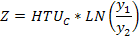 Z = HTU_C * LN(y_1/y_2)